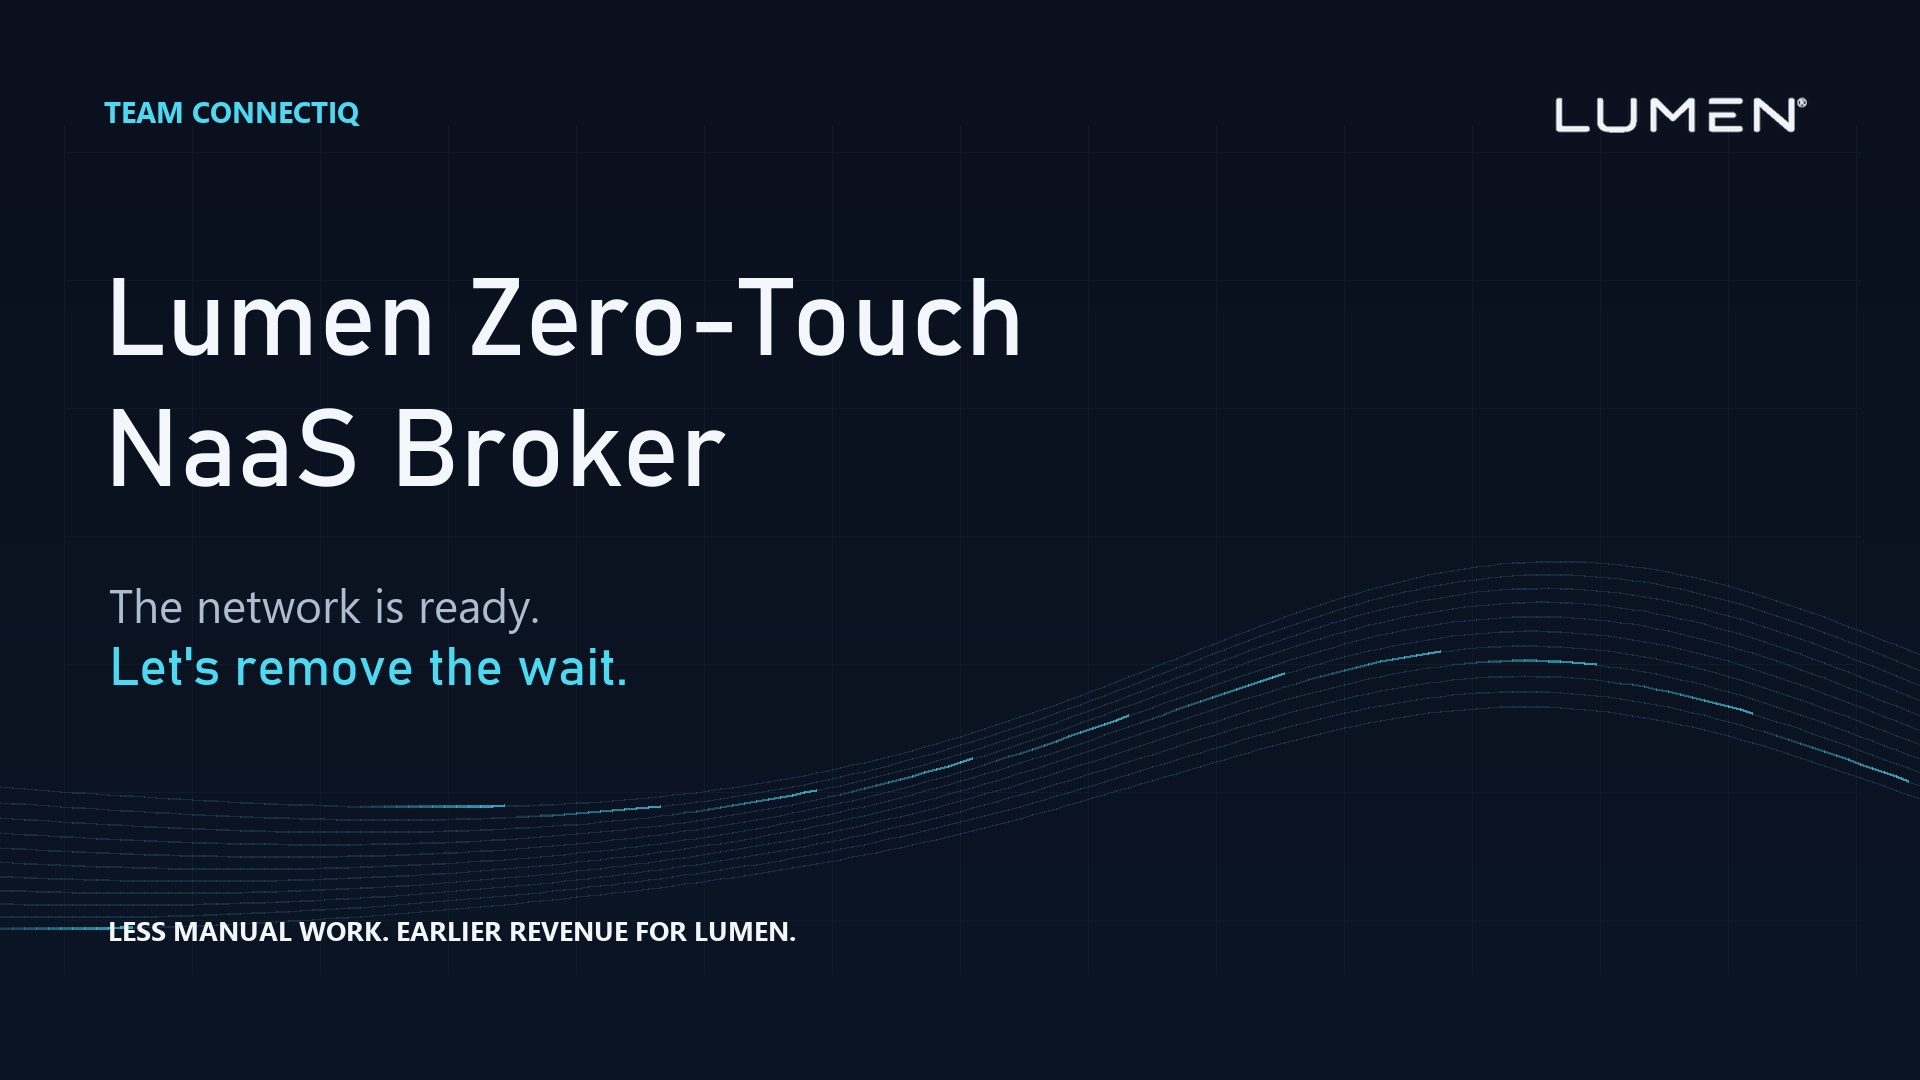 TEAM CONNECTIQ
LUMEN®
Lumen Zero-Touch
NaaS Broker
The network is ready.
Let's remove the wait.
LESS MANUAL WORK. EARLIER REVENUE FOR LUMEN.